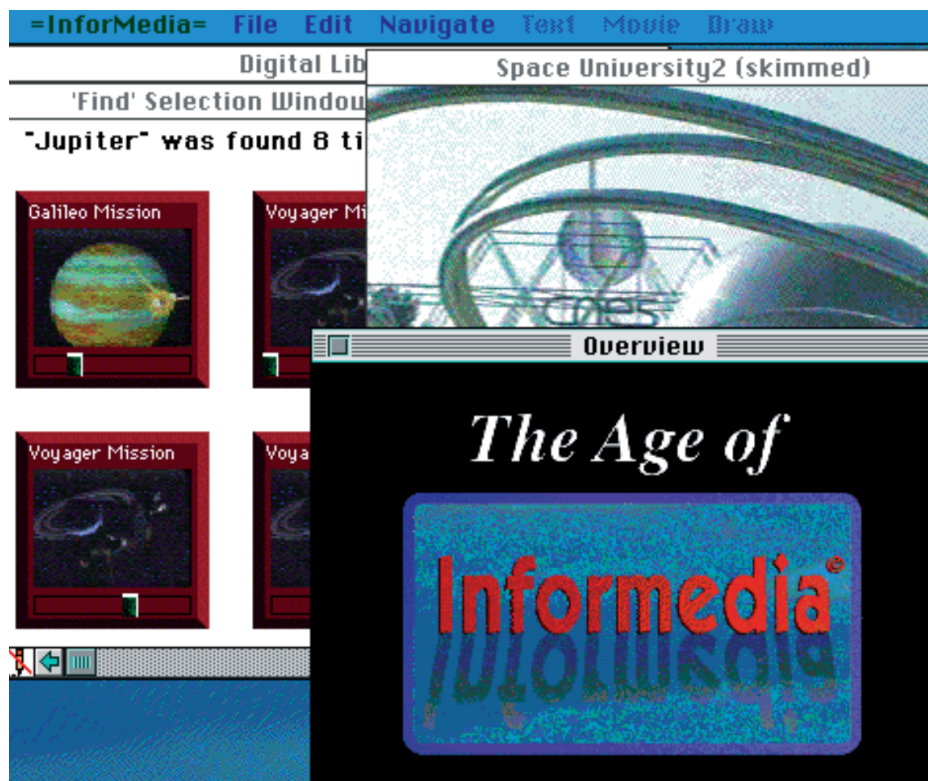 =InforMedia= File Edit Navigate Text Movie Draw
Digital Lib
'Find' Selection Window
"Jupiter" was found 8 ti
Galileo Mission
Voyager Mi
Voyager Mission
Voya
Space University2 (skimmed)
cnes
Overview
The Age of
Informedia©